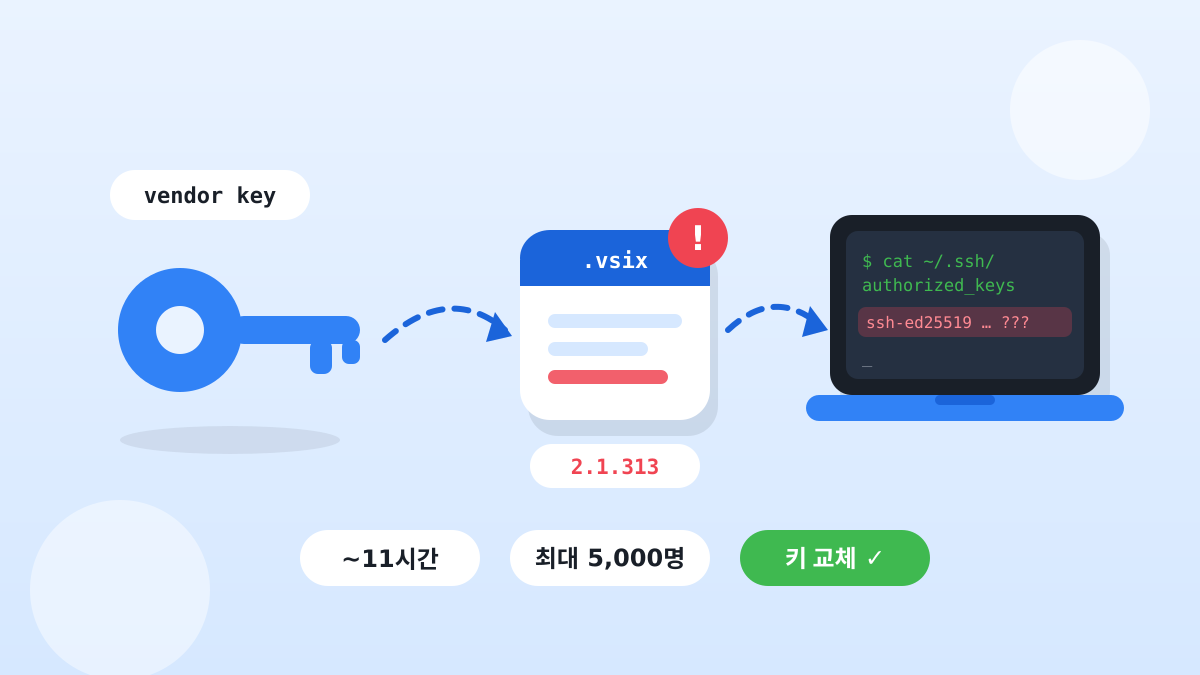 vendor key
.vsix
!
$ cat ~/.ssh/
authorized_keys
ssh-ed25519 … ???
_
2.1.313
~11시간
최대 5,000명
키 교체 ✓